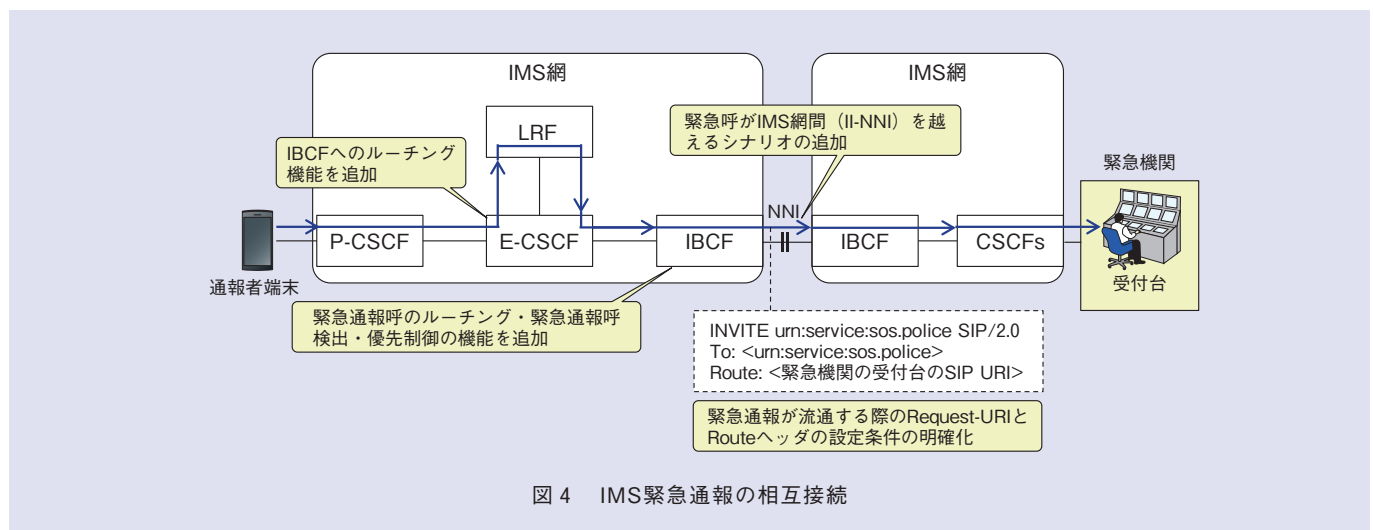 IMS網
IMS網
LRF
緊急呼がIMS網間（II-NNI）を越
えるシナリオの追加
IBCFへのルーチング
機能を追加
緊急機関
NNI
P-CSCF
E-CSCF
IBCF
IBCF
CSCFs
通報者端末
受付台
緊急通報呼のルーチング・緊急通報呼
検出・優先制御の機能を追加
INVITE urn:service:sos.police SIP/2.0
To: <urn:service:sos.police>
Route: <緊急機関の受付台のSIP URI>
緊急通報が流通する際のRequest-URIと
Routeヘッダの設定条件の明確化
図4　IMS緊急通報の相互接続